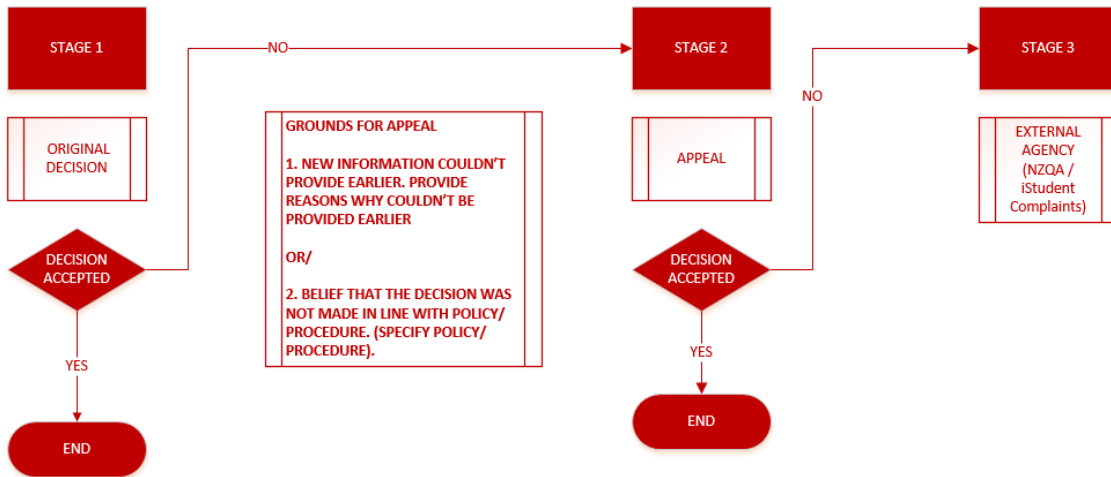 STAGE 1
NO
STAGE 2
NO
STAGE 3
ORIGINAL
DECISION
GROUNDS FOR APPEAL
1. NEW INFORMATION COULDN'T
PROVIDE EARLIER. PROVIDE
REASONS WHY COULDN'T BE
PROVIDED EARLIER
OR/
2. BELIEF THAT THE DECISION WAS
NOT MADE IN LINE WITH POLICY/
PROCEDURE. (SPECIFY POLICY/
PROCEDURE).
APPEAL
EXTERNAL
AGENCY
(NZQA /
iStudent
Complaints)
DECISION
ACCEPTED
DECISION
ACCEPTED
YES
YES
END
END